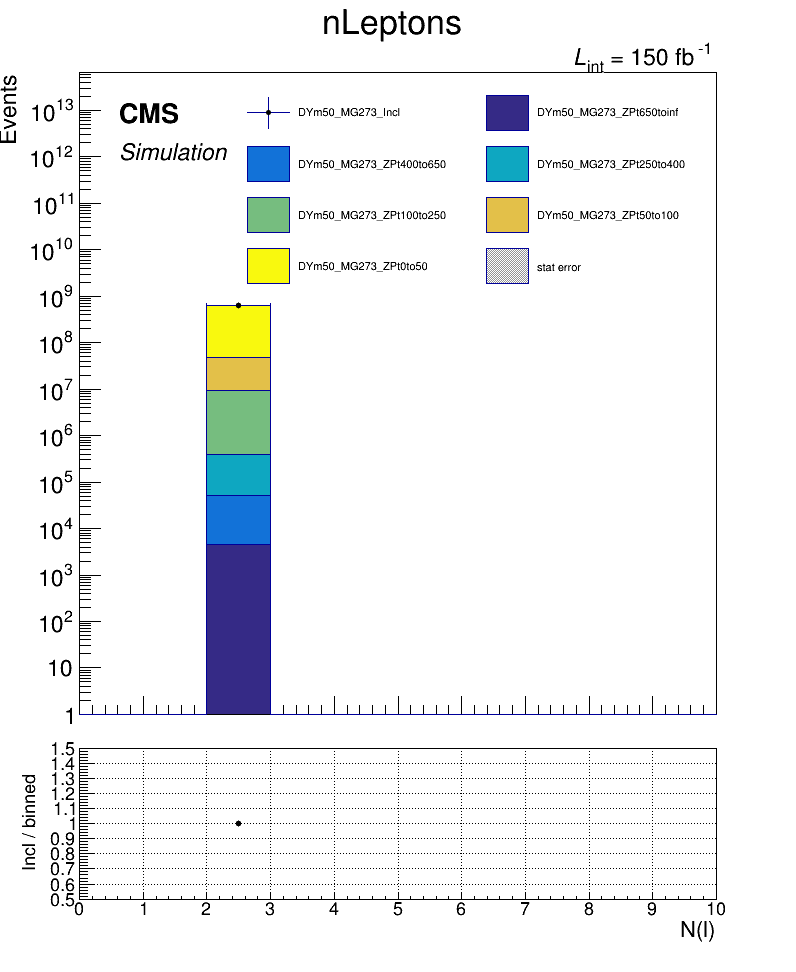 nLeptons
L_int = 150 fb^-1
Events
CMS
Simulation
DYm50_MG273_Incl
DYm50_MG273_ZPt650toinf
DYm50_MG273_ZPt400to650
DYm50_MG273_ZPt250to400
DYm50_MG273_ZPt100to250
DYm50_MG273_ZPt50to100
DYm50_MG273_ZPt0to50
stat error
10^13
10^12
10^11
10^10
10^9
10^8
10^7
10^6
10^5
10^4
10^3
10^2
10
1
Incl / binned
1.5
1.4
1.3
1.2
1.1
1
0.9
0.8
0.7
0.6
0.5
0 1 2 3 4 5 6 7 8 9 10
N(l)